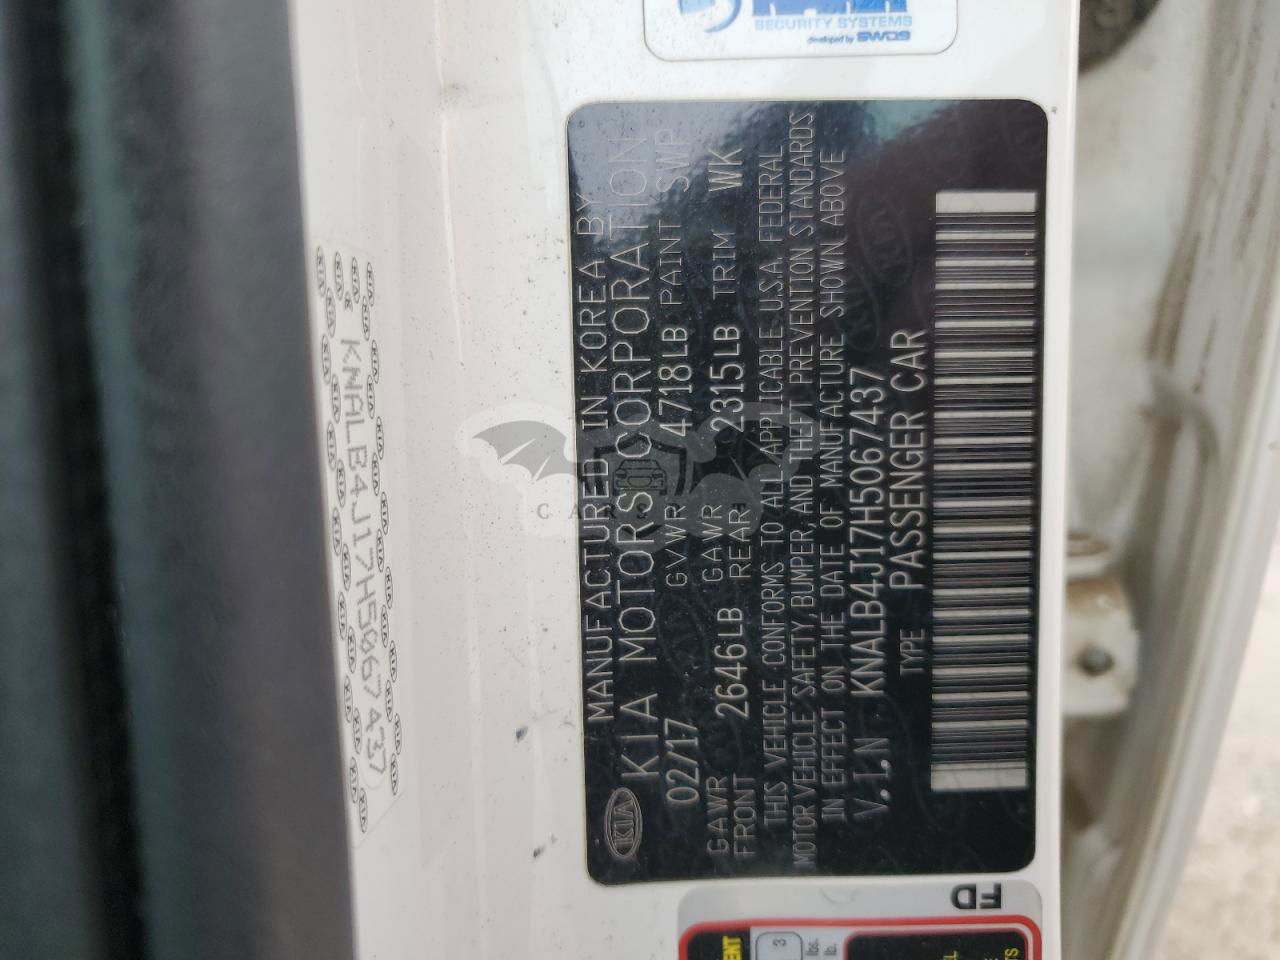 SECURITY SYSTEMS
developed by SWDS
MANUFACTURED IN KOREA BY
KIA KIA MOTORS CORPORATION
02/17 GVWR 4718LB PAINT SWP
GAWR FRONT 2646LB GAWR REAR 2315LB TRIM WK
THIS VEHICLE CONFORMS TO ALL APPLICABLE U.S.A. FEDERAL
MOTOR VEHICLE SAFETY/BUMPER, AND THEFT PREVENTION STANDARDS
IN EFFECT ON THE DATE OF MANUFACTURE SHOWN ABOVE
V.I.N. KNALB4J17H5067437
TYPE PASSENGER CAR
KNALB4J17H5067437
FD
3